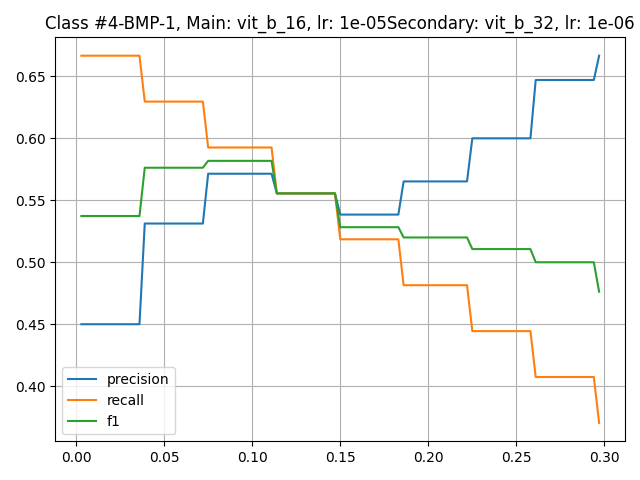 Class #4-BMP-1, Main: vit_b_16, lr: 1e-05Secondary: vit_b_32, lr: 1e-06
0.65
0.60
0.55
0.50
0.45
0.40
precision
recall
f1
0.00 0.05 0.10 0.15 0.20 0.25 0.30